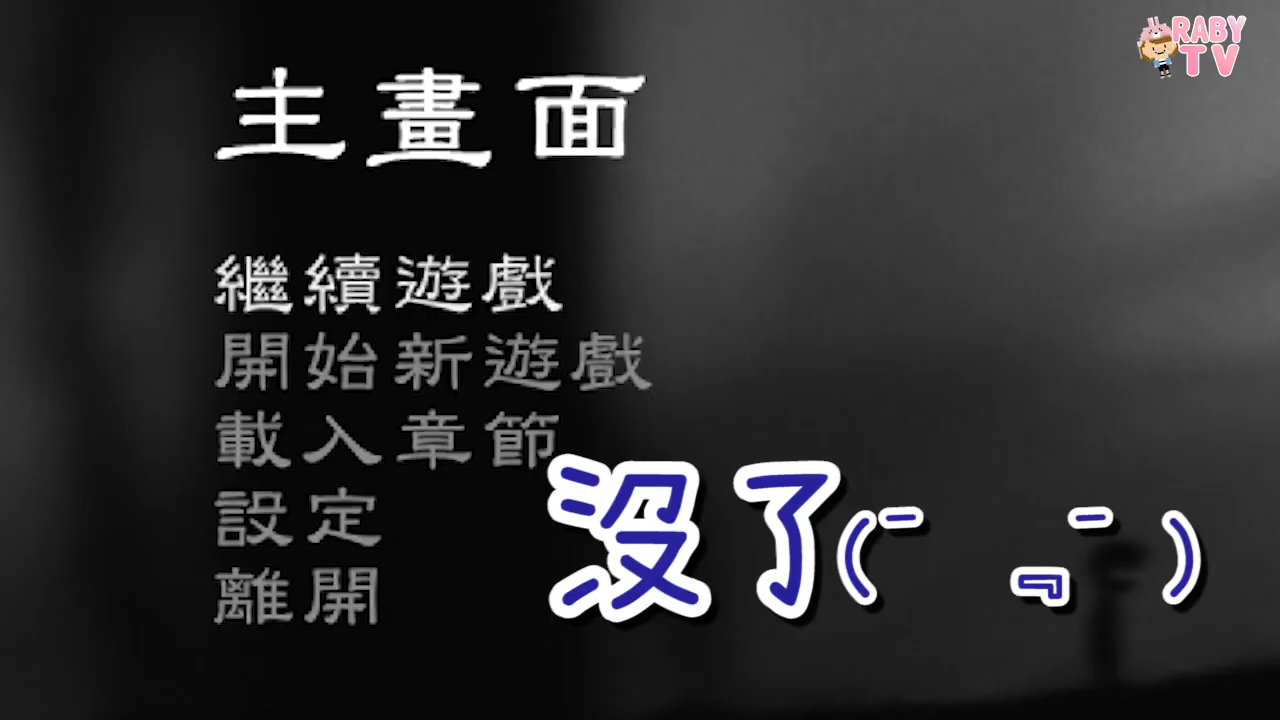 RABY
TV
主畫面
繼續遊戲
開始新遊戲
載入章節
設定
離開
沒了(¯ ﹃ ¯)